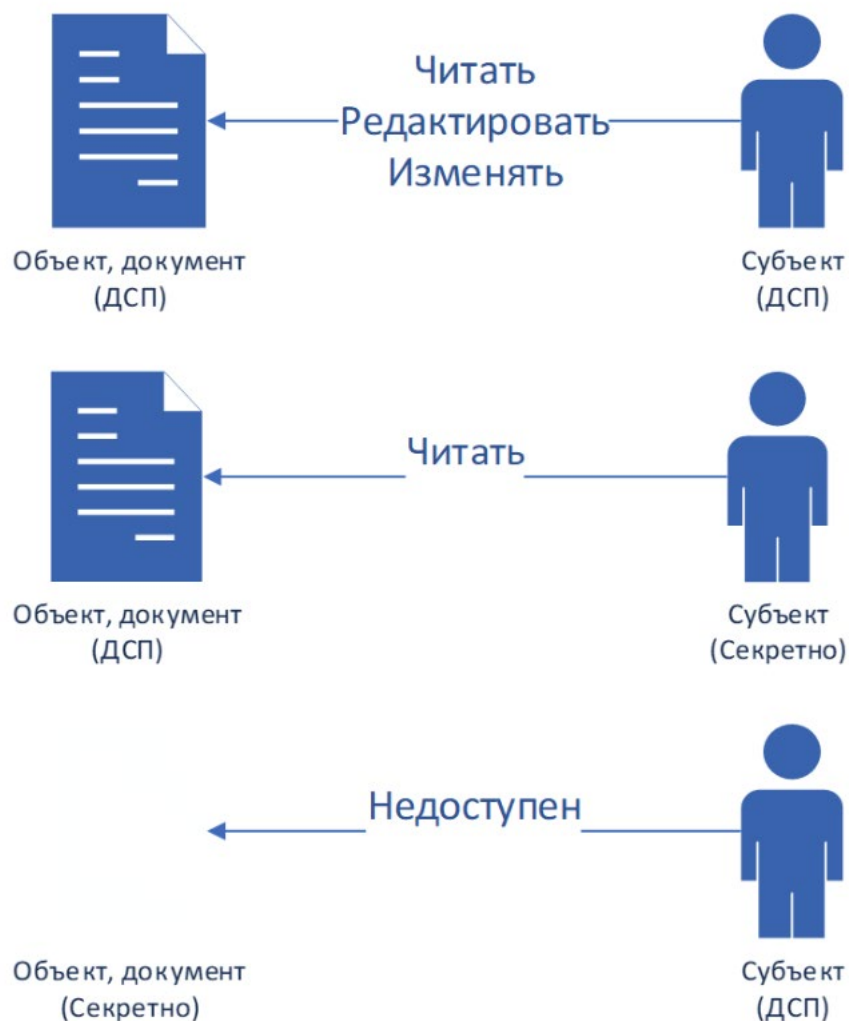 Читать
Редактировать
Изменять
Объект, документ
(ДСП)
Субъект
(ДСП)
Читать
Объект, документ
(ДСП)
Субъект
(Секретно)
Недоступен
Объект, документ
(Секретно)
Субъект
(ДСП)